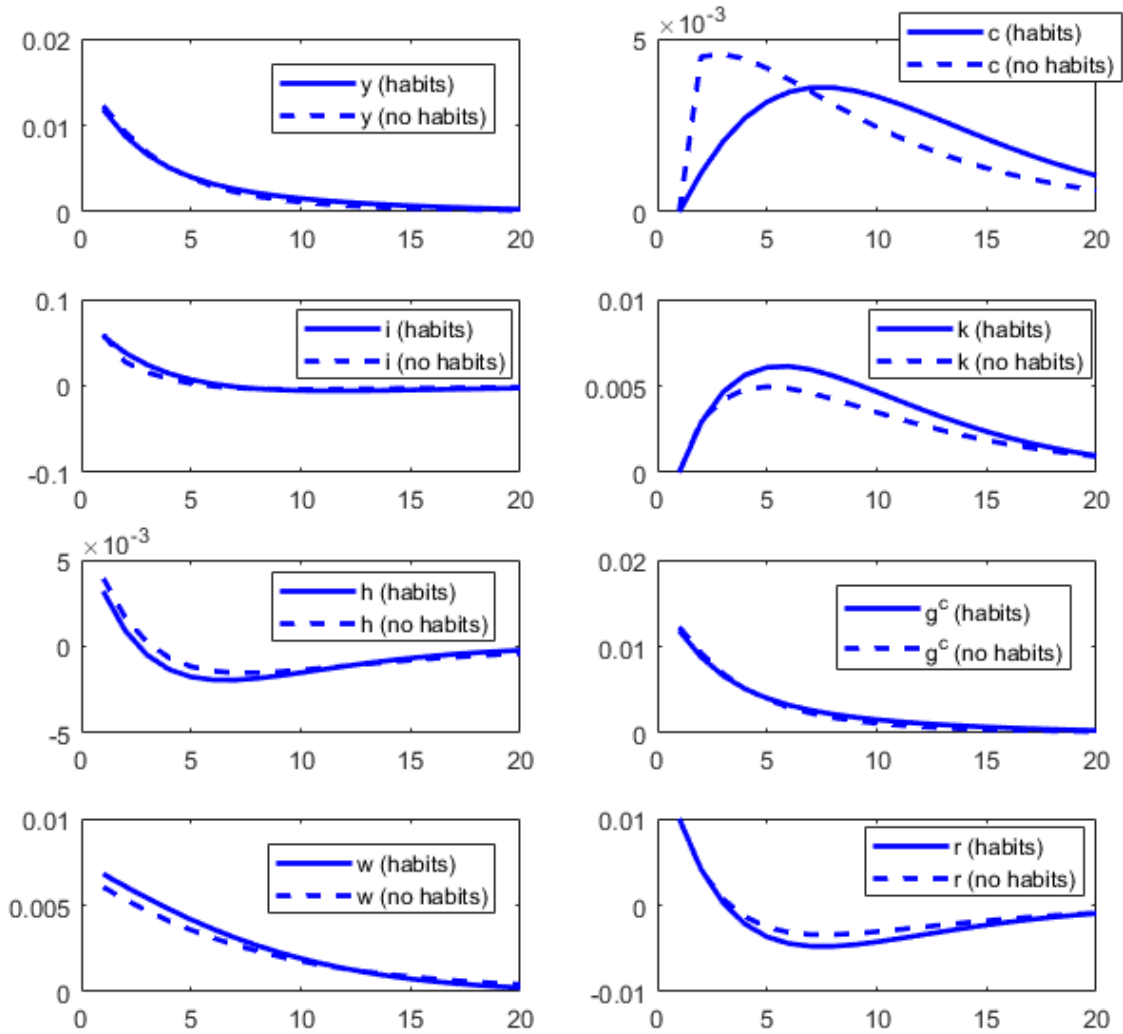 0.02
0.01
0
0 5 10 15 20
y (habits)
y (no habits)
× 10^-3
5
0
0 5 10 15 20
c (habits)
c (no habits)
0.1
0
-0.1
0 5 10 15 20
i (habits)
i (no habits)
0.01
0.005
0
0 5 10 15 20
k (habits)
k (no habits)
× 10^-3
5
0
-5
0 5 10 15 20
h (habits)
h (no habits)
0.02
0.01
0
0 5 10 15 20
g^c (habits)
g^c (no habits)
0.01
0.005
0
0 5 10 15 20
w (habits)
w (no habits)
0.01
0
-0.01
0 5 10 15 20
r (habits)
r (no habits)